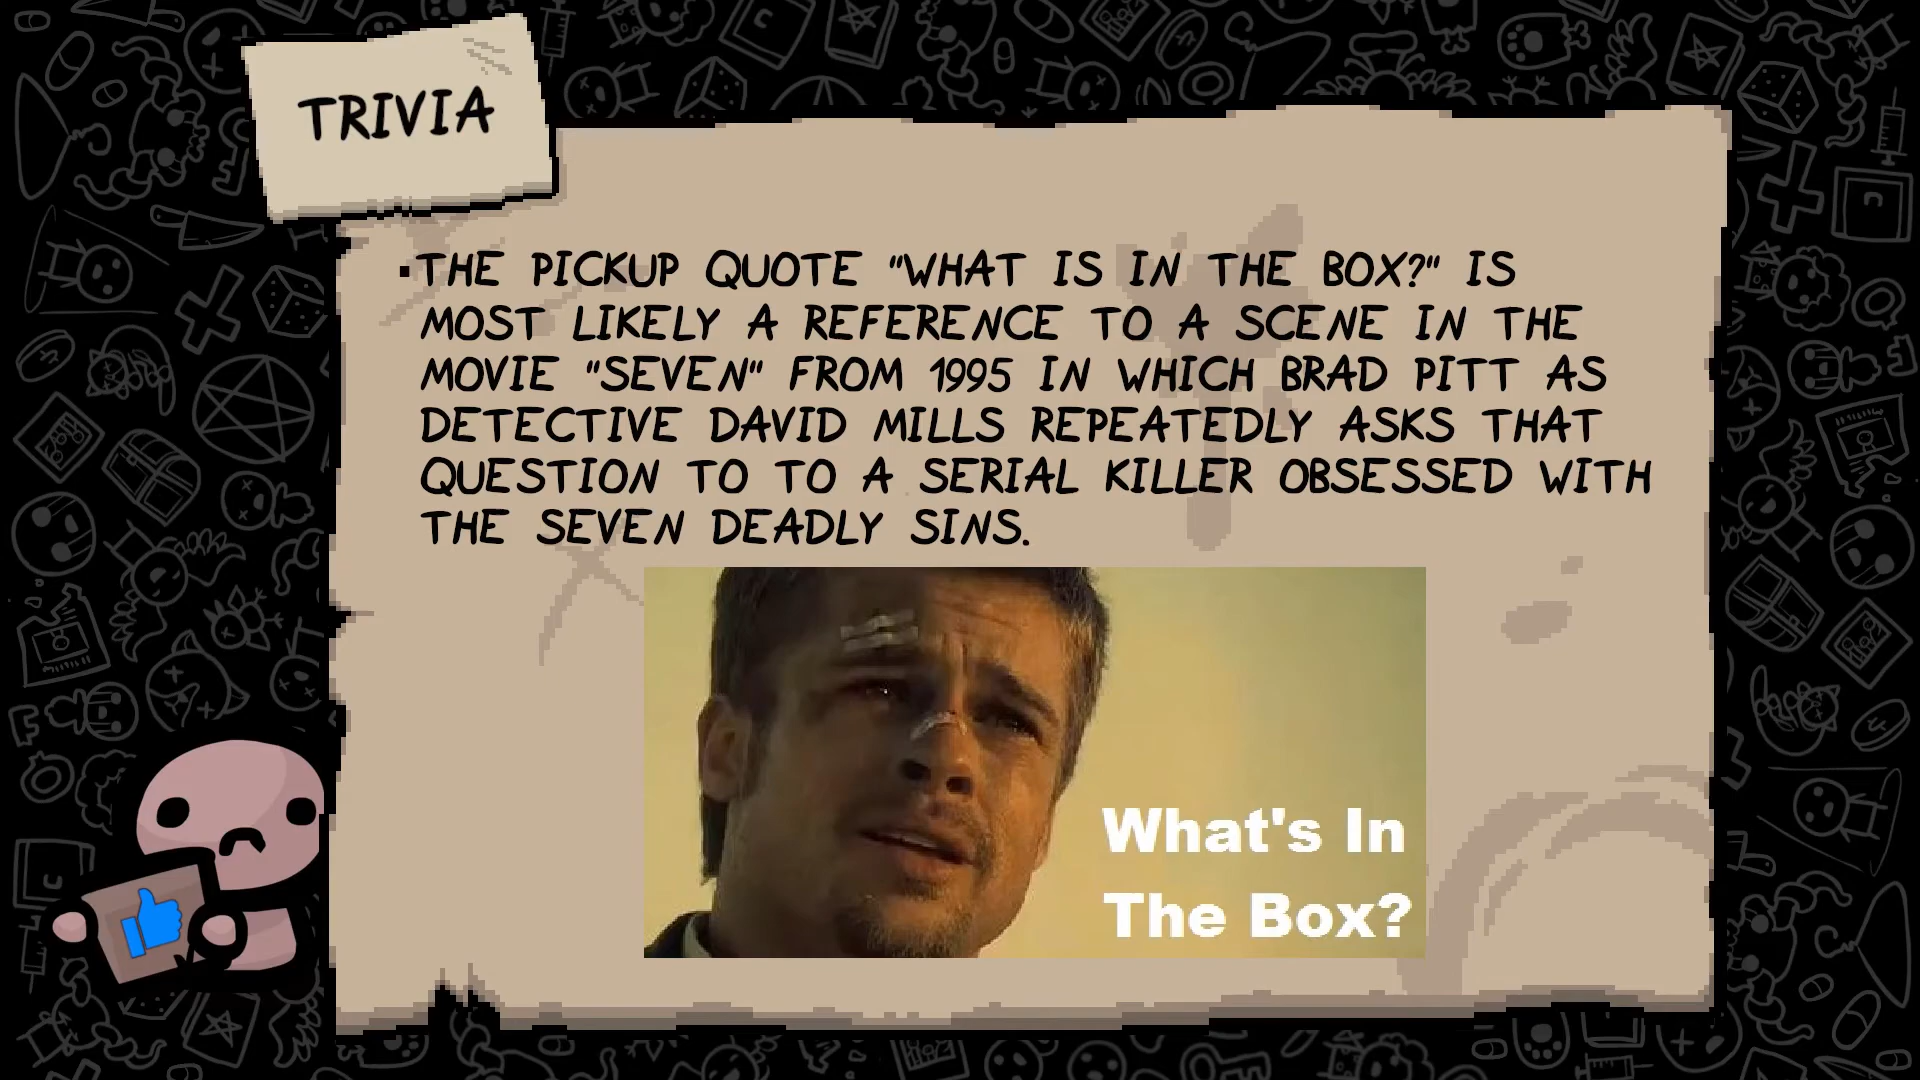 TRIVIA
▪THE PICKUP QUOTE "WHAT IS IN THE BOX?" IS
MOST LIKELY A REFERENCE TO A SCENE IN THE
MOVIE "SEVEN" FROM 1995 IN WHICH BRAD PITT AS
DETECTIVE DAVID MILLS REPEATEDLY ASKS THAT
QUESTION TO TO A SERIAL KILLER OBSESSED WITH
THE SEVEN DEADLY SINS.
What's In
The Box?